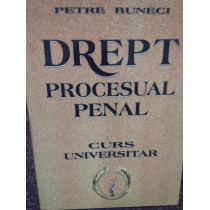 PETRE BUNECI
DREPT
PROCESUAL
PENAL
CURS
UNIVERSITAR